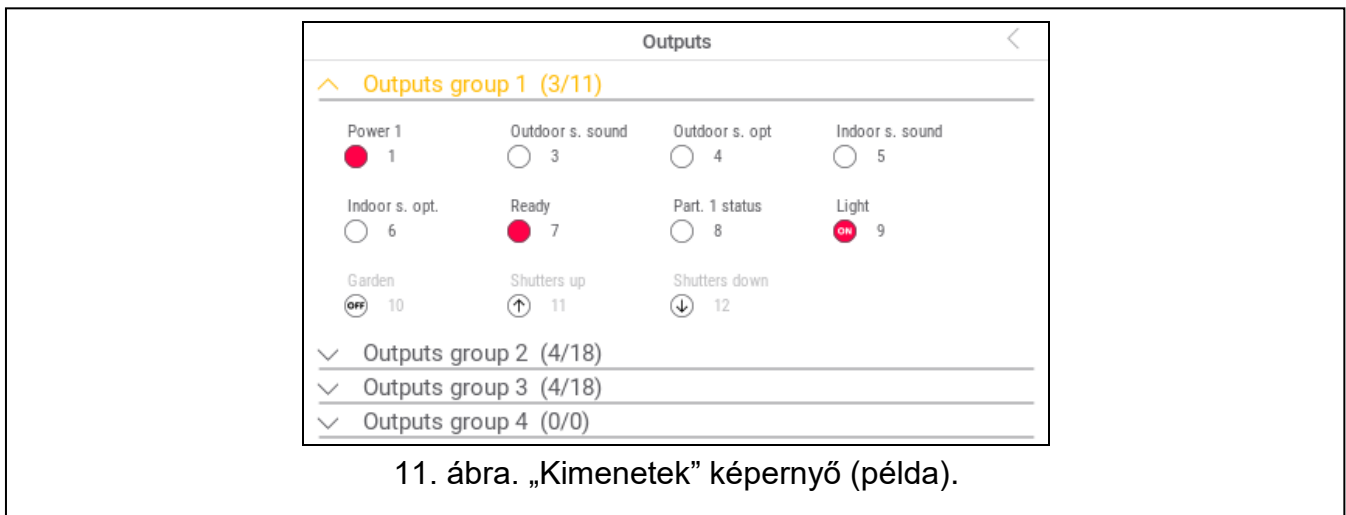 Outputs
Outputs group 1 (3/11)
Power 1 Outdoor s. sound Outdoor s. opt Indoor s. sound
1 3 4 5
Indoor s. opt. Ready Part. 1 status Light
6 7 8 ON 9
Garden Shutters up Shutters down
OFF 10 11 12
Outputs group 2 (4/18)
Outputs group 3 (4/18)
Outputs group 4 (0/0)
11. ábra. „Kimenetek” képernyő (példa).